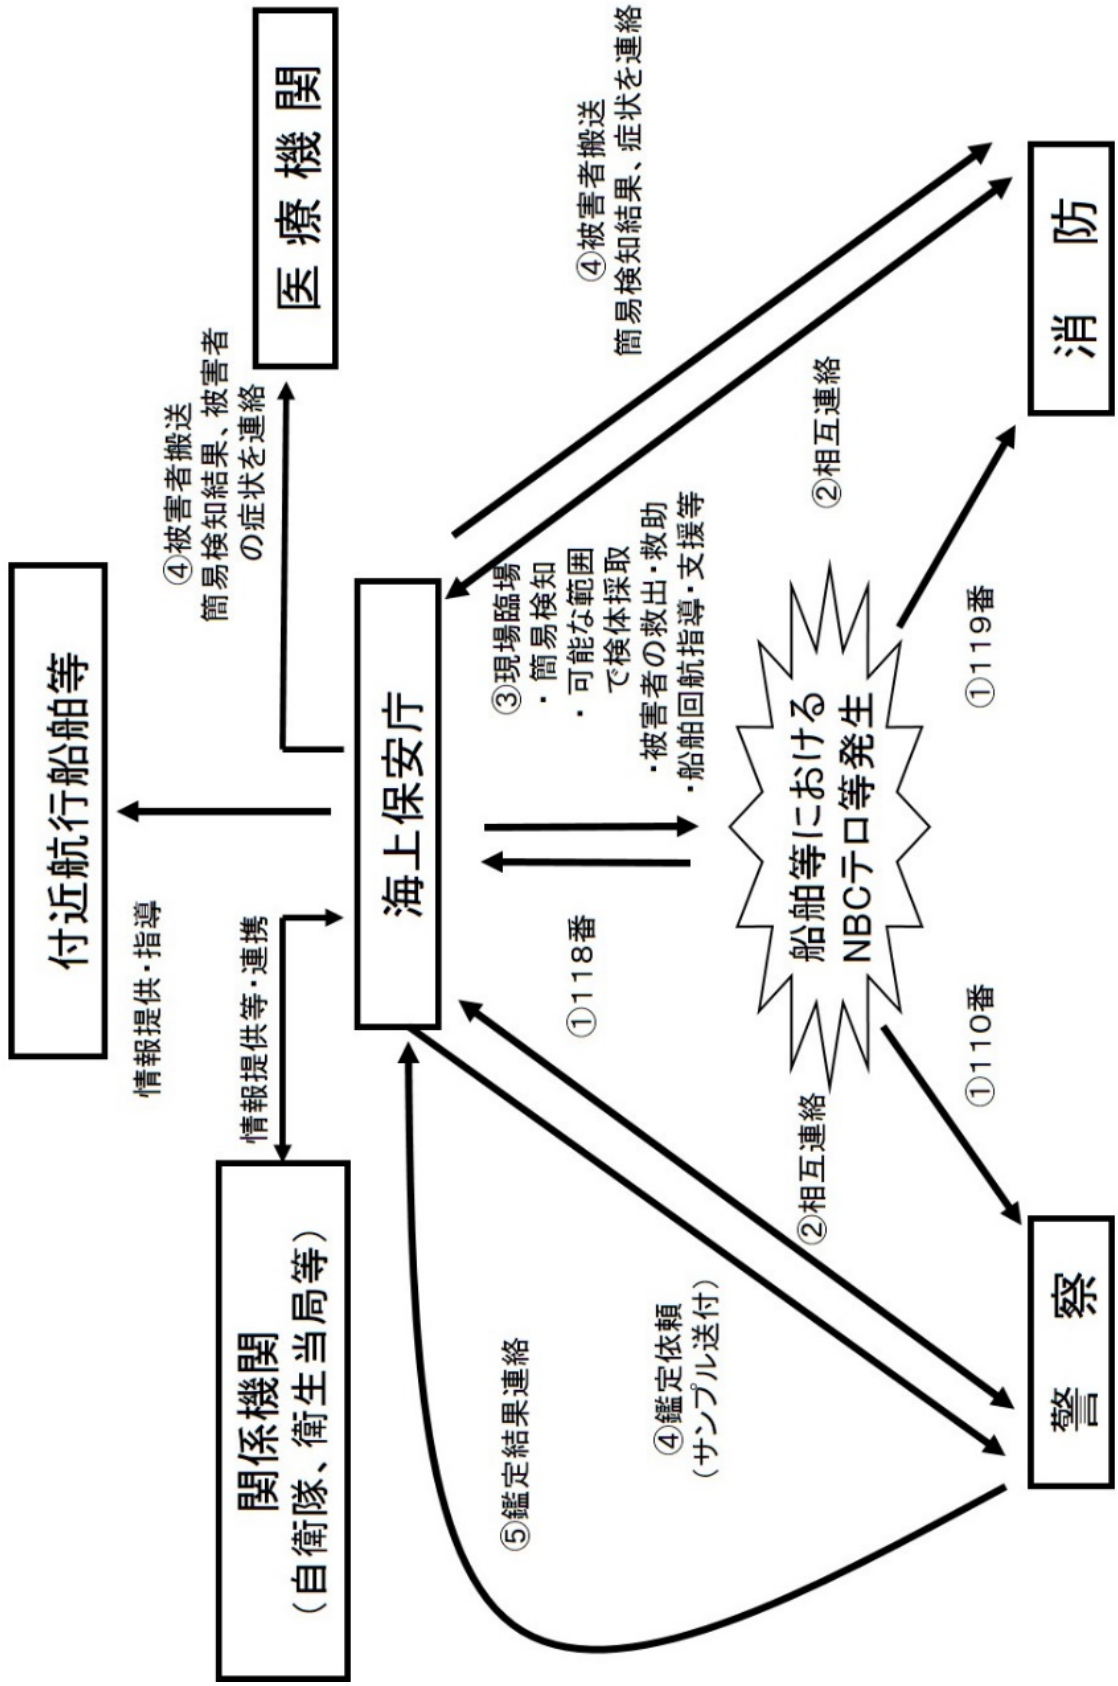 付近航行船舶等
情報提供・指導
関係機関
（自衛隊、衛生当局等）
情報提供等・連携
④被害者搬送
簡易検知結果、被害者
の症状を連絡
医療機関
海上保安庁
⑤鑑定結果連絡
④鑑定依頼
（サンプル送付）
②相互連絡
①118番
③現場臨場
・簡易検知
・可能な範囲
で検体採取
・被害者の救出・救助
・船舶回航指導・支援等
④被害者搬送
簡易検知結果、症状を連絡
②相互連絡
船舶等における
NBCテロ等発生
①110番
①119番
警察
消防